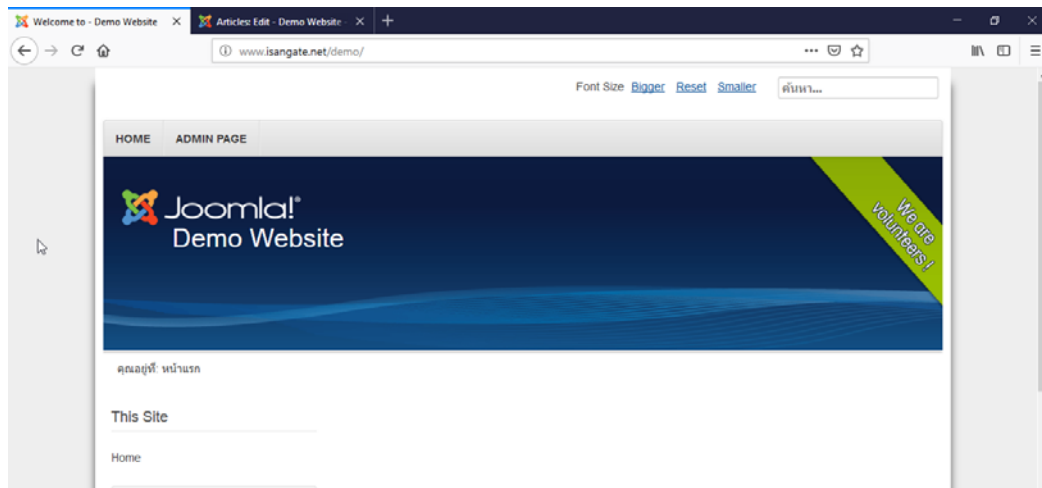 Welcome to - Demo Website
Articles: Edit - Demo Website -
www.isangate.net/demo/
Font Size Bigger Reset Smaller
ค้นหา...
HOME ADMIN PAGE
Joomla!®
Demo Website
We are
volunteers!
คุณอยู่ที่: หน้าแรก
This Site
Home